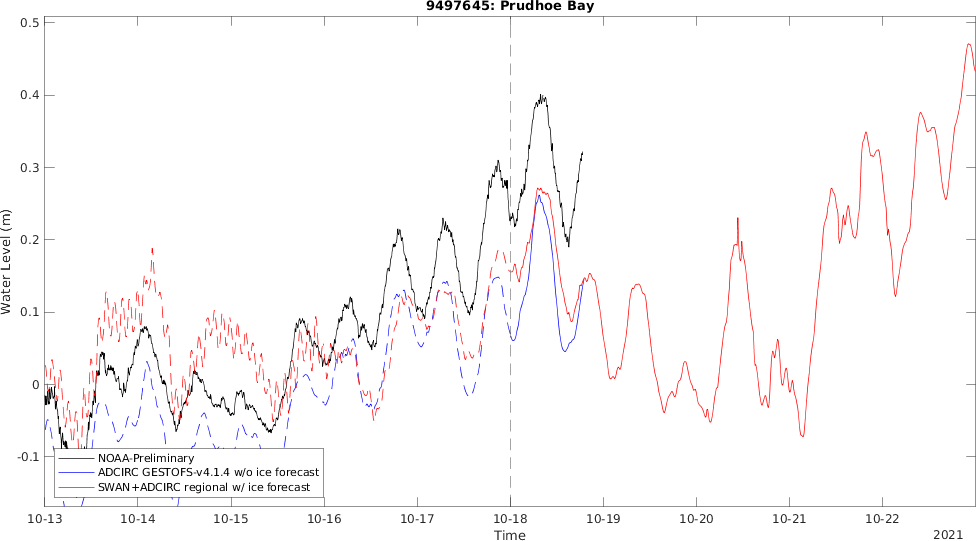 9497645: Prudhoe Bay
0.5
0.4
0.3
0.2
0.1
0
-0.1
Water Level (m)
NOAA-Preliminary
ADCIRC GESTOFS-v4.1.4 w/o ice forecast
SWAN+ADCIRC regional w/ ice forecast
10-13 10-14 10-15 10-16 10-17 10-18 10-19 10-20 10-21 10-22
Time
2021